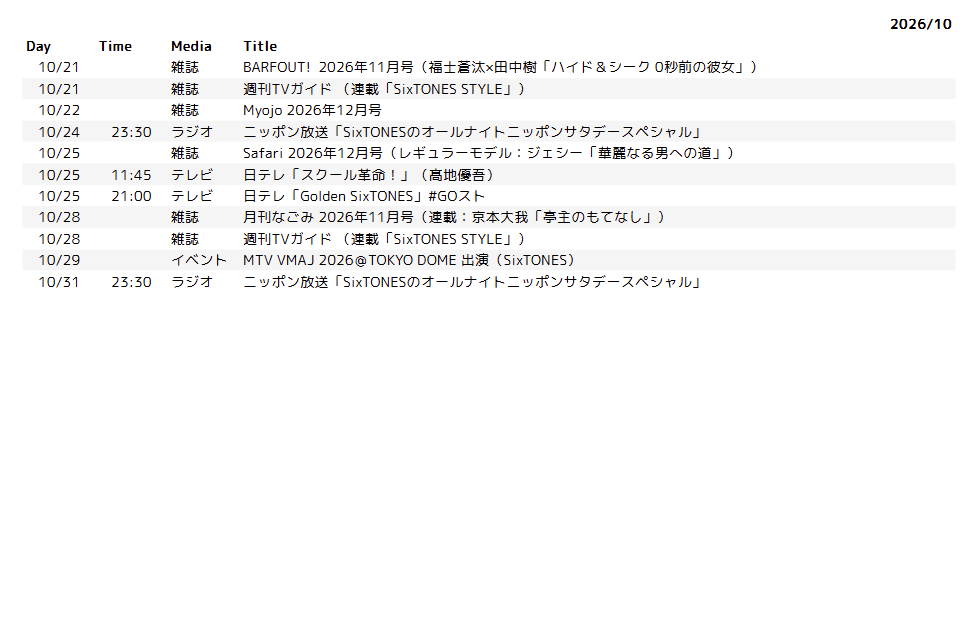 2026/10
Day Time Media Title
10/21 雑誌 BARFOUT! 2026年11月号（福士蒼汰×田中樹「ハイド＆シーク 0秒前の彼女」）
10/21 雑誌 週刊TVガイド （連載「SixTONES STYLE」）
10/22 雑誌 Myojo 2026年12月号
10/24 23:30 ラジオ ニッポン放送「SixTONESのオールナイトニッポンサタデースペシャル」
10/25 雑誌 Safari 2026年12月号（レギュラーモデル：ジェシー「華麗なる男への道」）
10/25 11:45 テレビ 日テレ「スクール革命！」（髙地優吾）
10/25 21:00 テレビ 日テレ「Golden SixTONES」#GOスト
10/28 雑誌 月刊なごみ 2026年11月号（連載：京本大我「亭主のもてなし」）
10/28 雑誌 週刊TVガイド （連載「SixTONES STYLE」）
10/29 イベント MTV VMAJ 2026＠TOKYO DOME 出演（SixTONES）
10/31 23:30 ラジオ ニッポン放送「SixTONESのオールナイトニッポンサタデースペシャル」